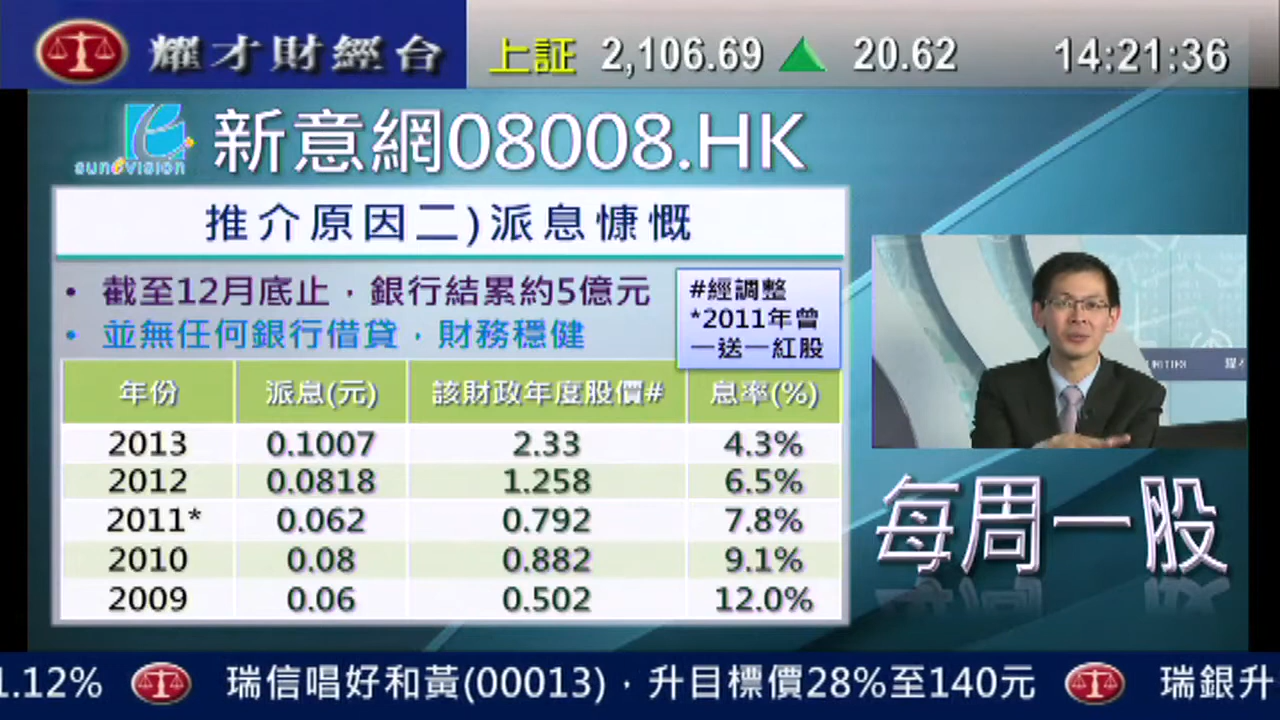 耀才財經台
上証 2,106.69 ▲ 20.62
14:21:36
sunevision
新意網08008.HK
推介原因二)派息慷慨
• 截至12月底止，銀行結累約5億元
• 並無任何銀行借貸，財務穩健
#經調整
*2011年曾
一送一紅股
年份 派息(元) 該財政年度股價# 息率(%)
2013 0.1007 2.33 4.3%
2012 0.0818 1.258 6.5%
2011* 0.062 0.792 7.8%
2010 0.08 0.882 9.1%
2009 0.06 0.502 12.0%
每周一股
1.12% 瑞信唱好和黃(00013)，升目標價28%至140元 瑞銀升